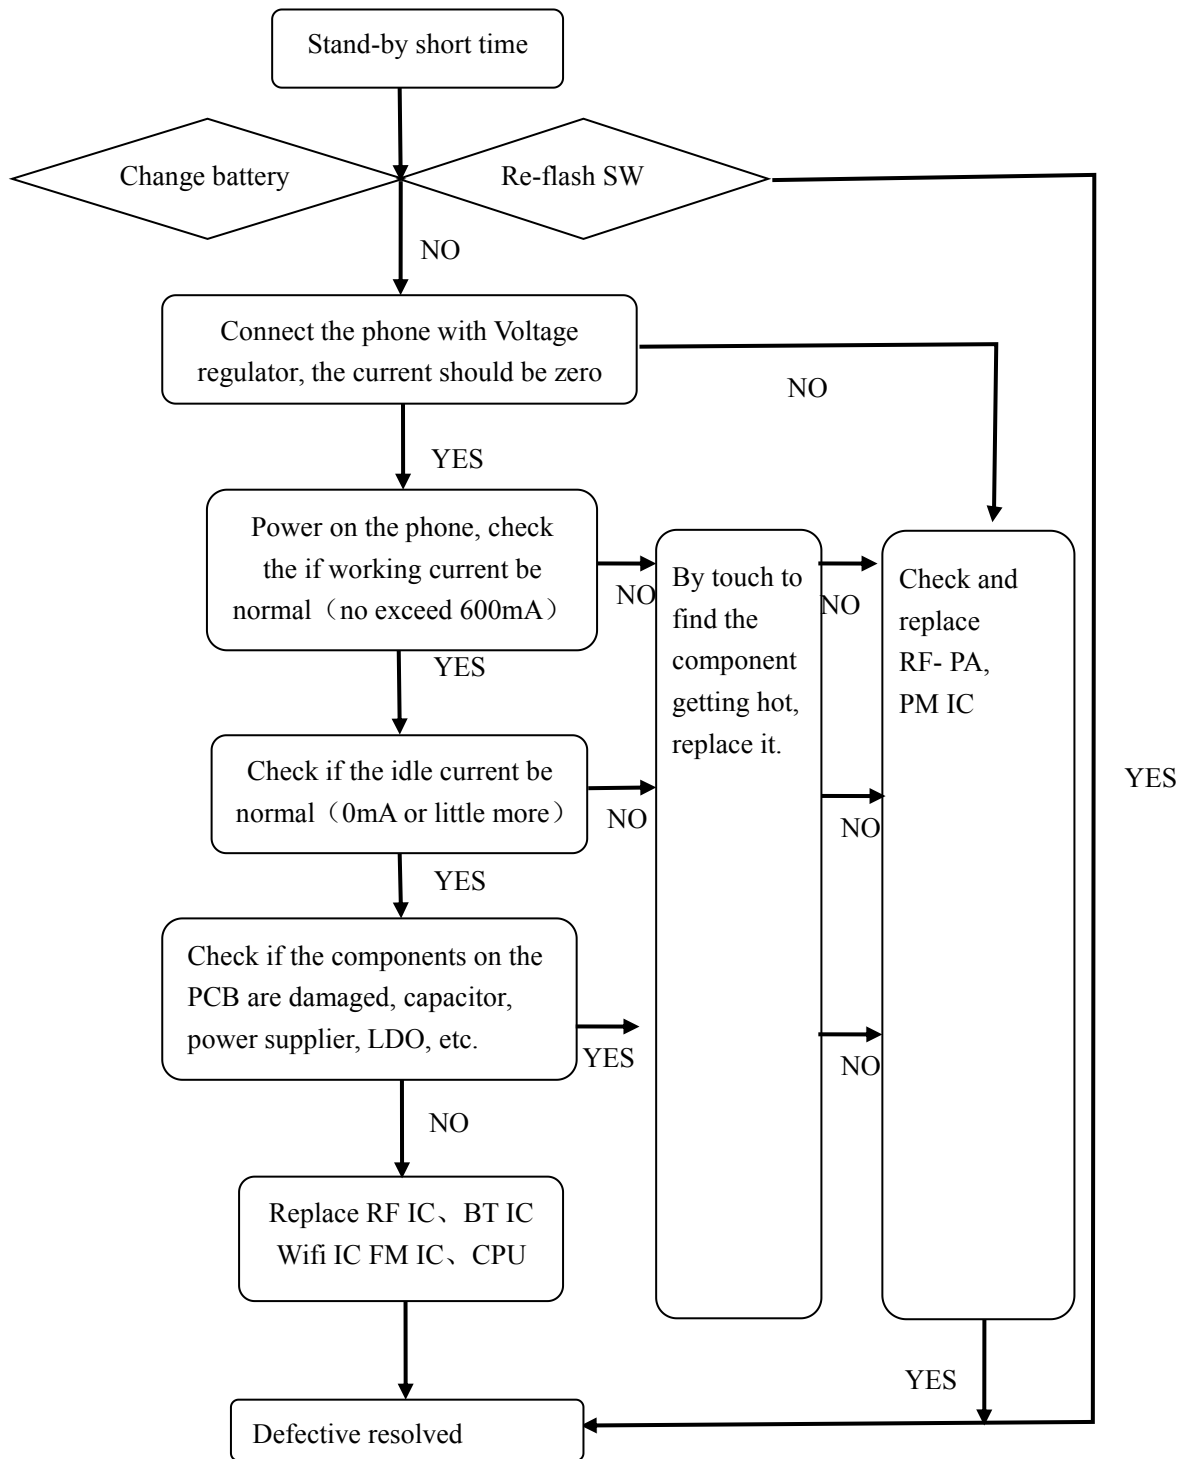 Stand-by short time
Change battery
Re-flash SW
NO
Connect the phone with Voltage
regulator, the current should be zero
NO
YES
Power on the phone, check
the if working current be
normal（no exceed 600mA）
NO
By touch to
find the
component
getting hot,
replace it.
NO
Check and
replace
RF- PA,
PM IC
YES
Check if the idle current be
normal（0mA or little more）
NO
NO
YES
YES
Check if the components on the
PCB are damaged, capacitor,
power supplier, LDO, etc.
YES
NO
NO
Replace RF IC、BT IC
Wifi IC FM IC、CPU
YES
Defective resolved